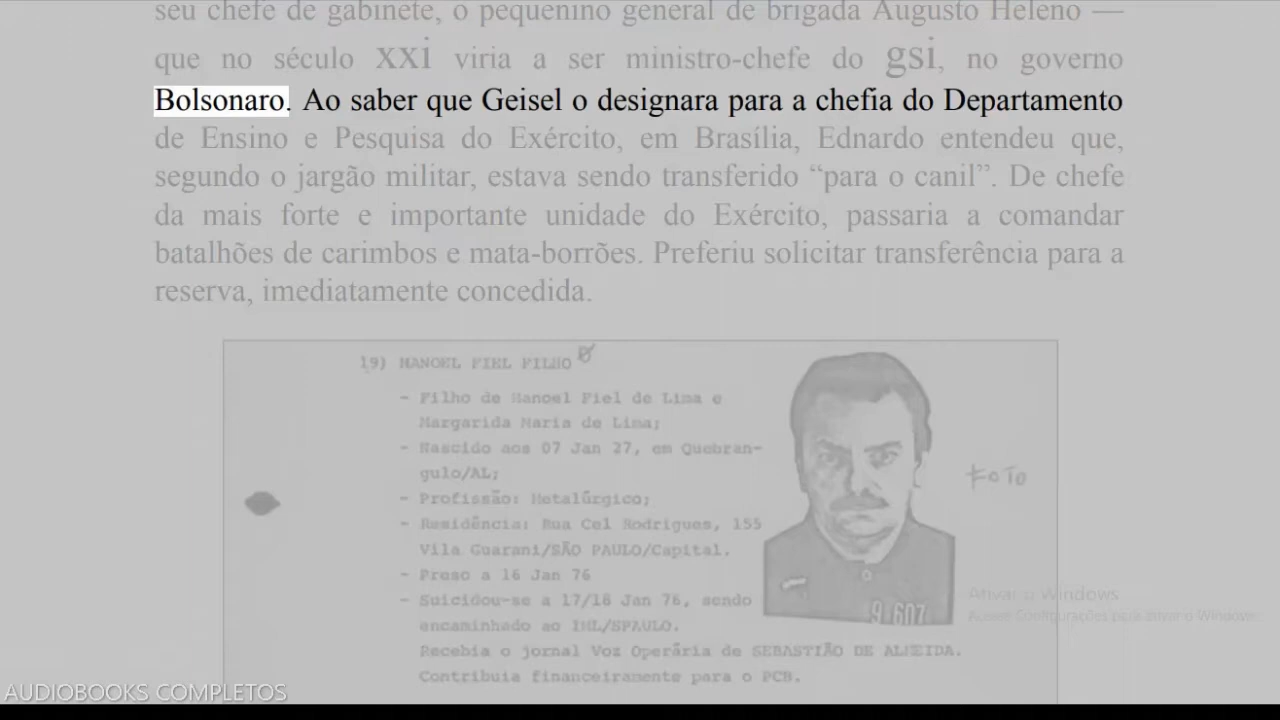 seu chefe de gabinete, o pequenino general de brigada Augusto Heleno —
que no século xxi viria a ser ministro-chefe do gsi, no governo
Bolsonaro. Ao saber que Geisel o designara para a chefia do Departamento
de Ensino e Pesquisa do Exército, em Brasília, Ednardo entendeu que,
segundo o jargão militar, estava sendo transferido “para o canil”. De chefe
da mais forte e importante unidade do Exército, passaria a comandar
batalhões de carimbos e mata-borrões. Preferiu solicitar transferência para a
reserva, imediatamente concedida.
19) MANOEL FIEL FILHO
- Filho de Manoel Fiel de Lima e
Margarida Maria de Lima;
- Nascido aos 07 Jan 27, em Quebran-
gulo/AL;
- Profissão: Metalúrgico;
- Residência: Rua Cel Rodrigues, 155
Vila Guarani/SÃO PAULO/Capital.
- Preso a 16 Jan 76
- Suicidou-se a 17/18 Jan 76, sendo
encaminhado ao IML/SPAULO.
Recebia o jornal Voz Operária de SEBASTIÃO DE ALMEIDA.
Contribuia financeiramente para o PCB.
FOTO
9 607
Ativar o Windows
Acesse Configurações para ativar o Windows.
AUDIOBOOKS COMPLETOS